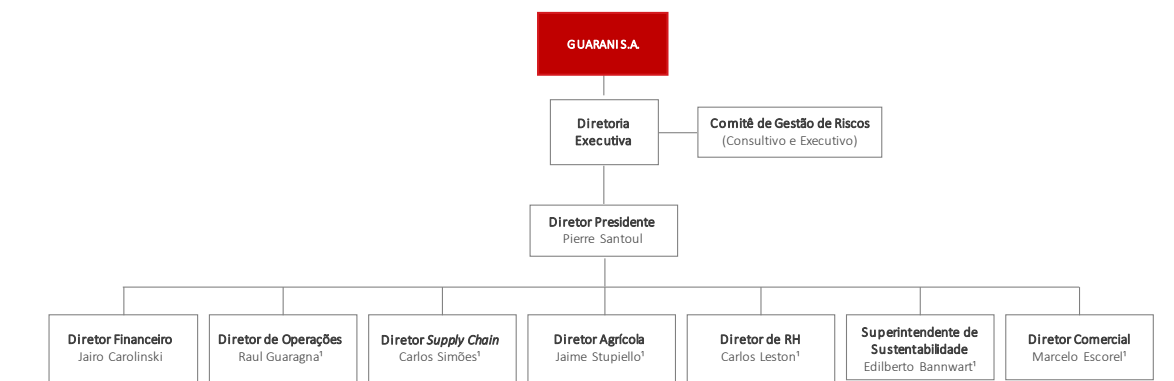 GUARANI S.A.
Diretoria
Executiva
Comitê de Gestão de Riscos
(Consultivo e Executivo)
Diretor Presidente
Pierre Santoul
Diretor Financeiro
Jairo Carolinski
Diretor de Operações
Raul Guaragna¹
Diretor Supply Chain
Carlos Simões¹
Diretor Agrícola
Jaime Stupiello¹
Diretor de RH
Carlos Leston¹
Superintendente de
Sustentabilidade
Edilberto Bannwart¹
Diretor Comercial
Marcelo Escorel¹